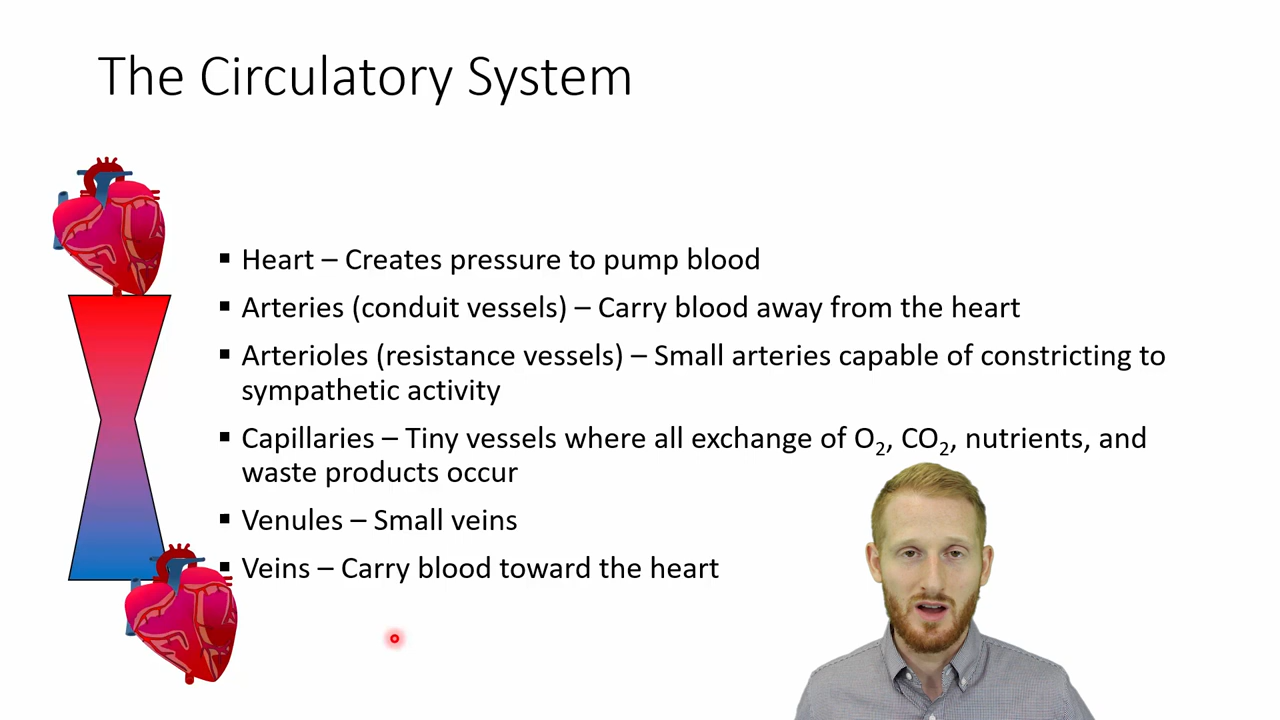 The Circulatory System
▪ Heart – Creates pressure to pump blood
▪ Arteries (conduit vessels) – Carry blood away from the heart
▪ Arterioles (resistance vessels) – Small arteries capable of constricting to
sympathetic activity
▪ Capillaries – Tiny vessels where all exchange of O₂, CO₂, nutrients, and
waste products occur
▪ Venules – Small veins
▪ Veins – Carry blood toward the heart